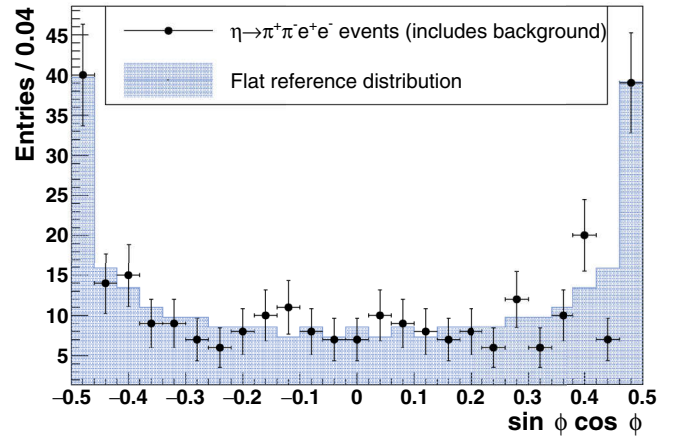 η→π⁺π⁻e⁺e⁻ events (includes background)
Flat reference distribution
Entries / 0.04
45
40
35
30
25
20
15
10
5
−0.5 −0.4 −0.3 −0.2 −0.1 0 0.1 0.2 0.3 0.4 0.5
sin ϕ cos ϕ